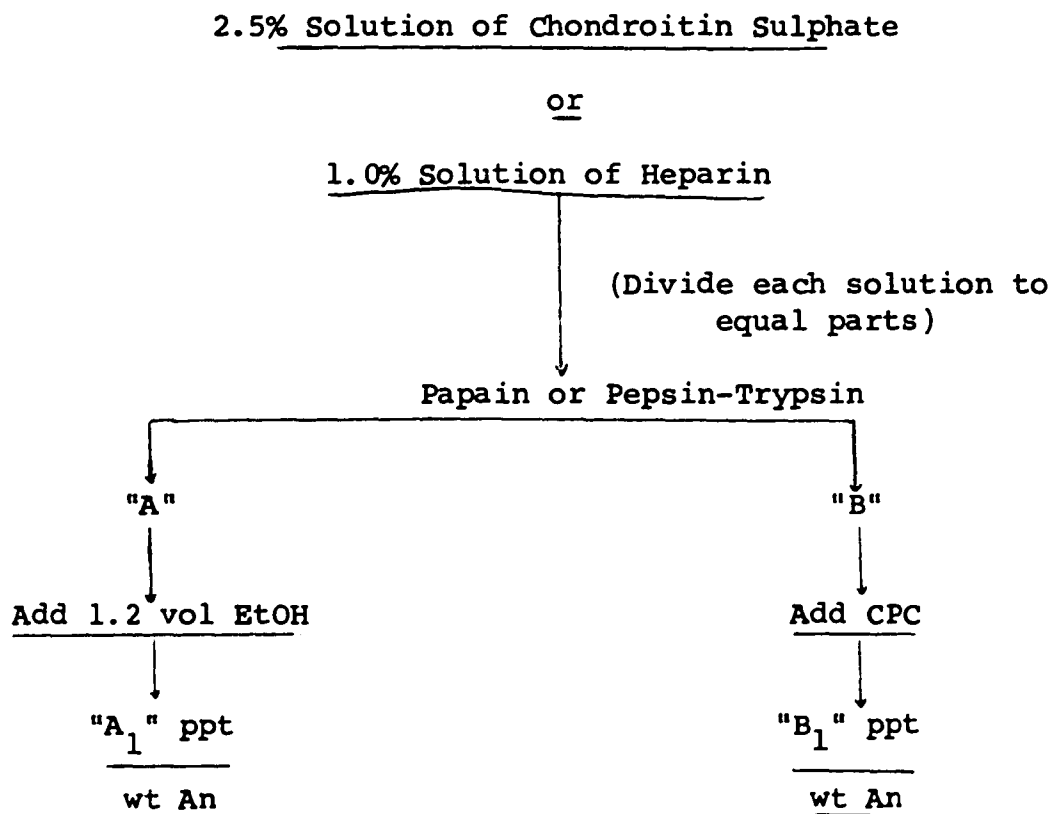 2.5% Solution of Chondroitin Sulphate
or
1.0% Solution of Heparin
(Divide each solution to
equal parts)
Papain or Pepsin-Trypsin
"A"
"B"
Add 1.2 vol EtOH
Add CPC
"A1" ppt
"B1" ppt
wt An
wt An